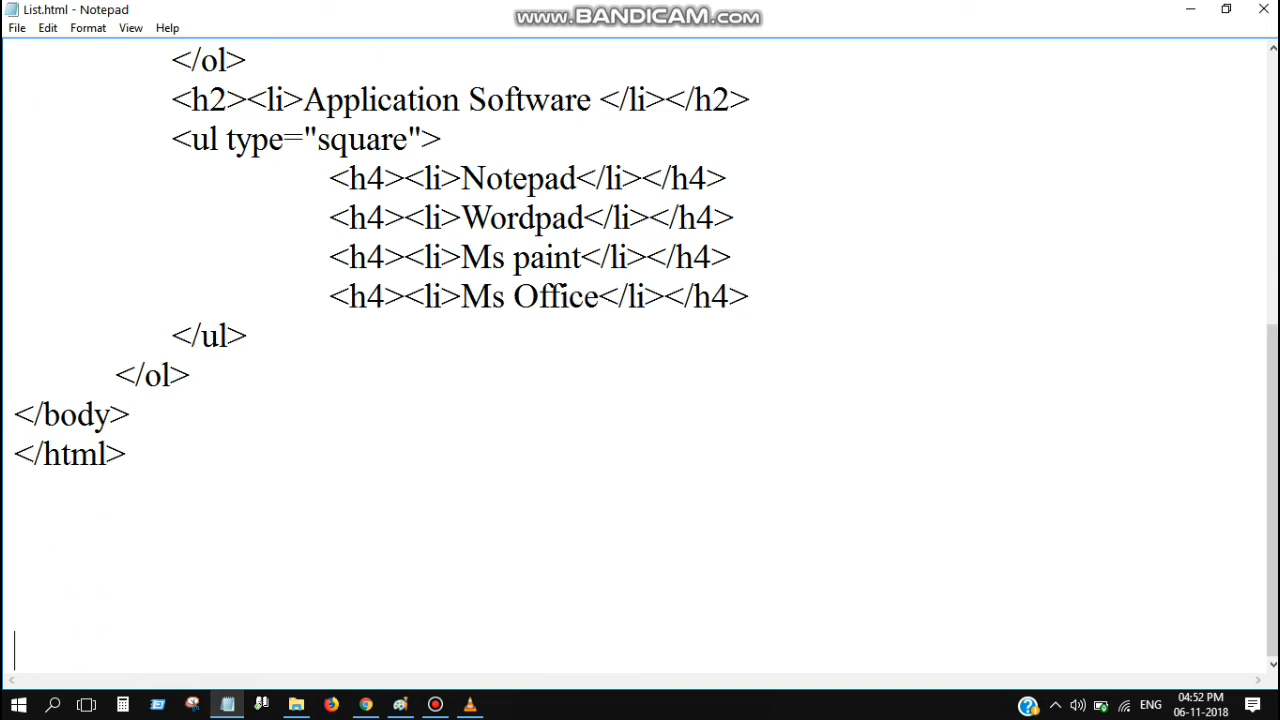 List.html - Notepad
www.BANDICAM.com
File Edit Format View Help
</ol>
<h2><li>Application Software </li></h2>
<ul type="square">
<h4><li>Notepad</li></h4>
<h4><li>Wordpad</li></h4>
<h4><li>Ms paint</li></h4>
<h4><li>Ms Office</li></h4>
</ul>
</ol>
</body>
</html>
ENG
04:52 PM
06-11-2018